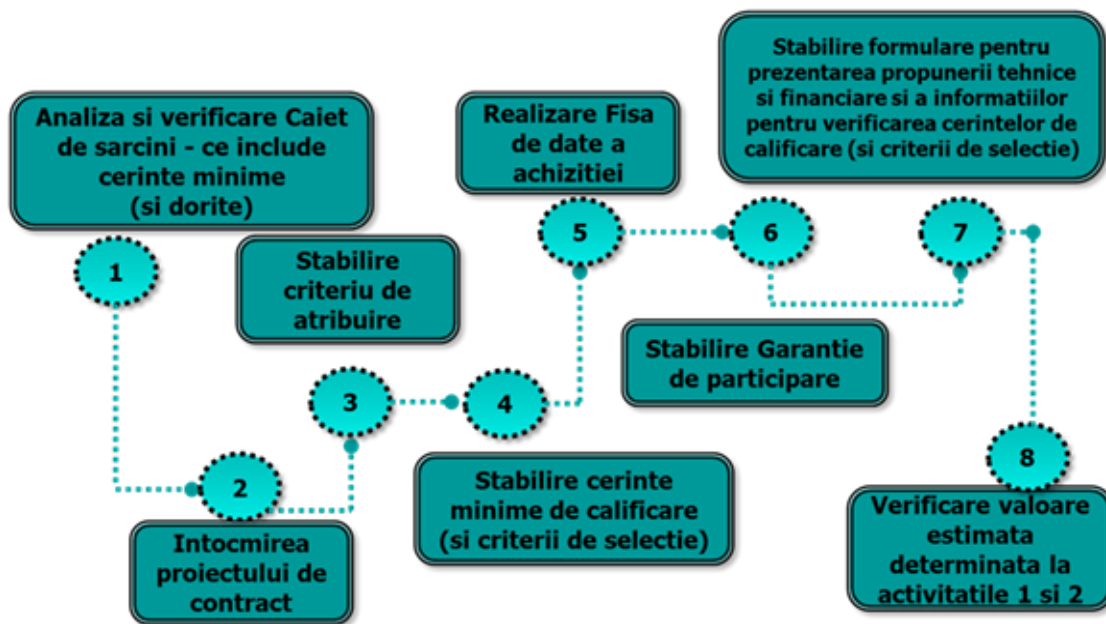 Analiza si verificare Caiet
de sarcini - ce include
cerinte minime
(si dorite)
1
Intocmirea
proiectului de
contract
2
Stabilire
criteriu de
atribuire
3
Stabilire cerinte
minime de calificare
(si criterii de selectie)
4
Realizare Fisa
de date a
achizitiei
5
Stabilire Garantie
de participare
6
Stabilire formulare pentru
prezentarea propunerii tehnice
si financiare si a informatiilor
pentru verificarea cerintelor de
calificare (si criterii de selectie)
7
8
Verificare valoare
estimata
determinata la
activitatile 1 si 2